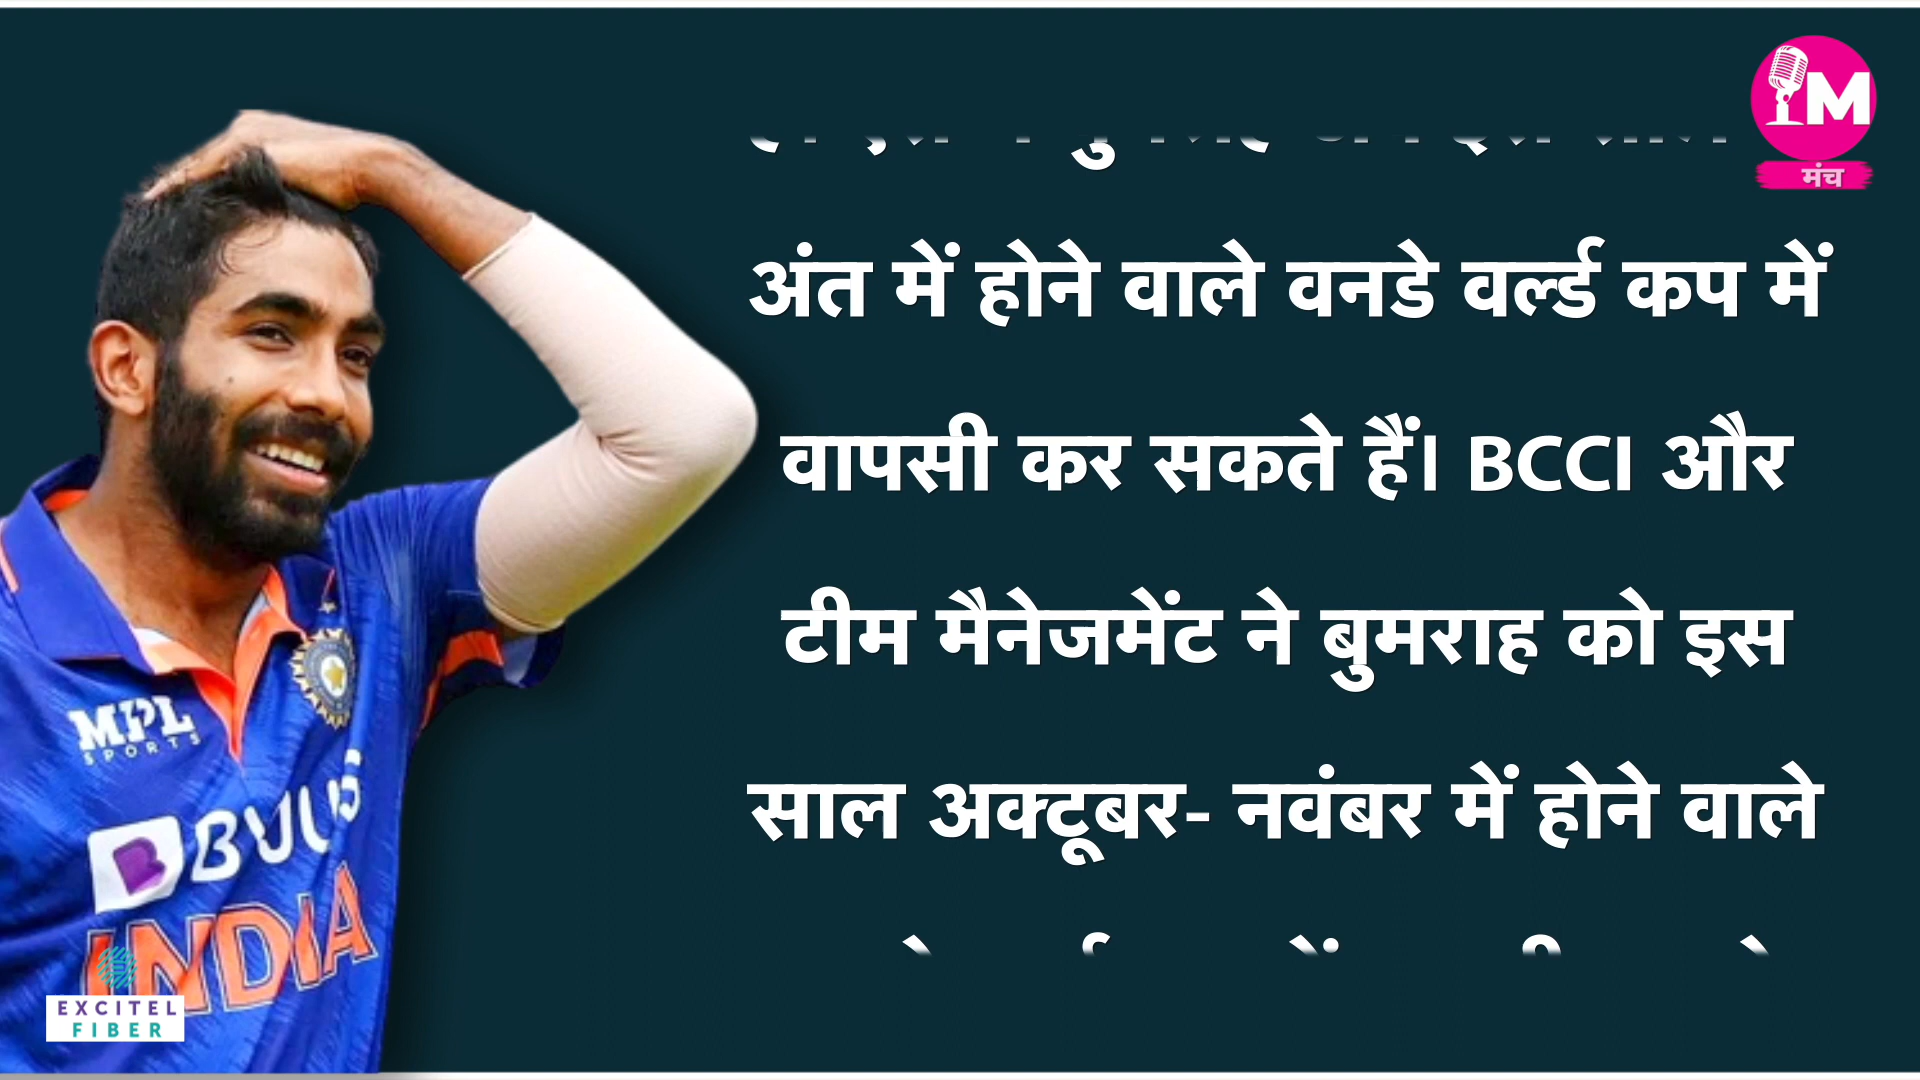 M
मंच
अंत में होने वाले वनडे वर्ल्ड कप में
वापसी कर सकते हैं। BCCI और
टीम मैनेजमेंट ने बुमराह को इस
साल अक्टूबर- नवंबर में होने वाले
MPL
SPORTS
BYJU'S
INDIA
EXCITEL
FIBER